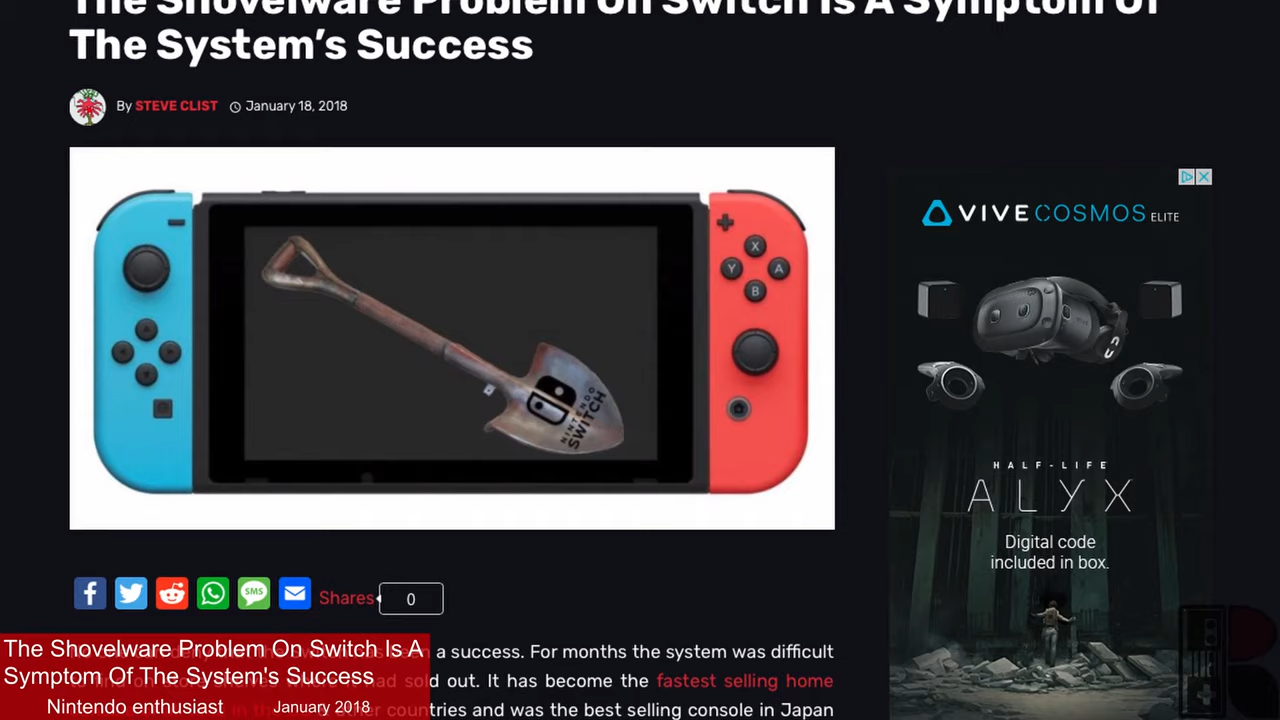 The Shovelware Problem On Switch Is A Symptom Of
The System’s Success
By STEVE CLIST January 18, 2018
X
Y A
B
NINTENDO
SWITCH
VIVE COSMOS ELITE
HALF-LIFE
ALYX
Digital code
included in box.
SMS
Shares 0
The Shovelware Problem On Switch Is A
Symptom Of The System's Success
Nintendo enthusiast January 2018
a success. For months the system was difficult
sold out. It has become the fastest selling home
countries and was the best selling console in Japan